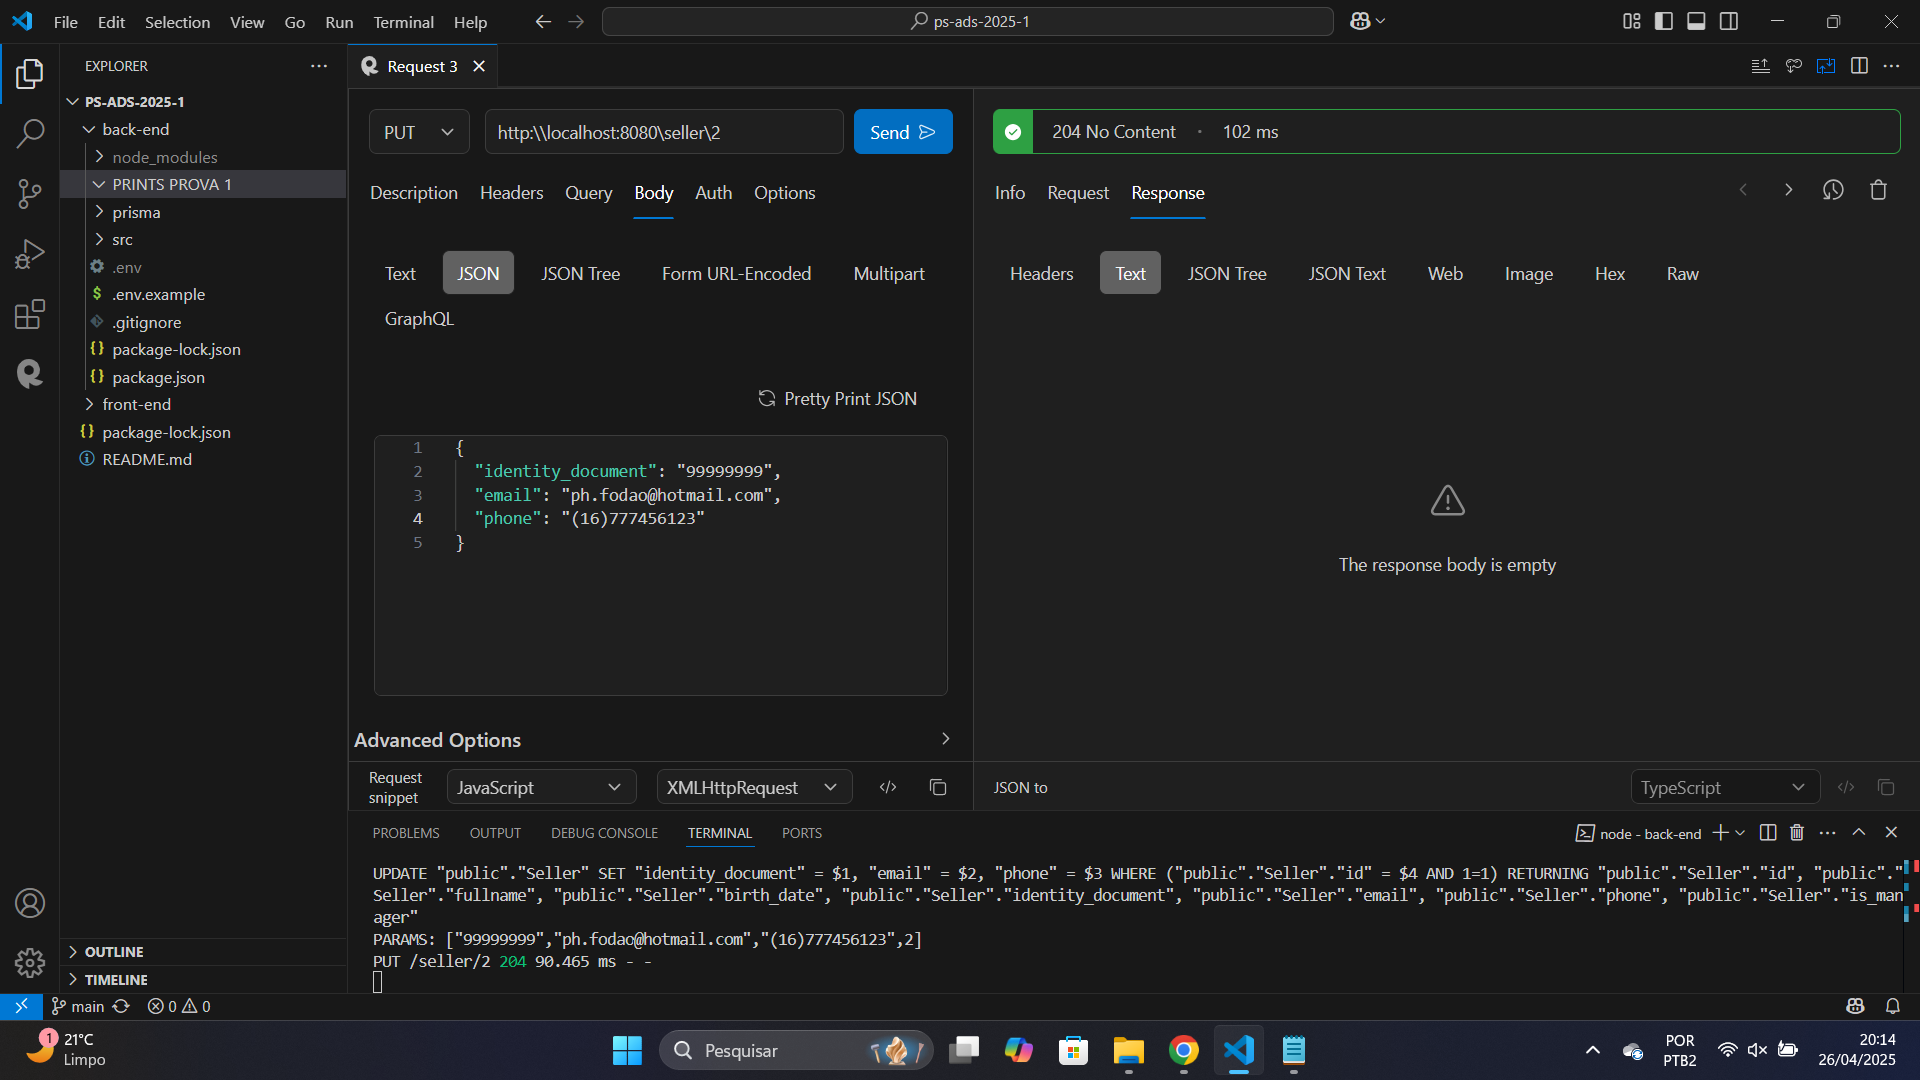 File Edit Selection View Go Run Terminal Help
ps-ads-2025-1
EXPLORER
PS-ADS-2025-1
back-end
node_modules
PRINTS PROVA 1
prisma
src
.env
$ .env.example
.gitignore
{} package-lock.json
{} package.json
front-end
{} package-lock.json
README.md
OUTLINE
TIMELINE
Request 3
PUT
http:\\localhost:8080\seller\2
Send
Description Headers Query Body Auth Options
Text JSON JSON Tree Form URL-Encoded Multipart
GraphQL
Pretty Print JSON
1 {
2 "identity_document": "99999999",
3 "email": "ph.fodao@hotmail.com",
4 "phone": "(16)777456123"
5 }
Advanced Options
Request
snippet
JavaScript
XMLHttpRequest
204 No Content · 102 ms
Info Request Response
Headers Text JSON Tree JSON Text Web Image Hex Raw
The response body is empty
JSON to
TypeScript
PROBLEMS OUTPUT DEBUG CONSOLE TERMINAL PORTS
node - back-end
UPDATE "public"."Seller" SET "identity_document" = $1, "email" = $2, "phone" = $3 WHERE ("public"."Seller"."id" = $4 AND 1=1) RETURNING "public"."Seller"."id", "public"."
Seller"."fullname", "public"."Seller"."birth_date", "public"."Seller"."identity_document", "public"."Seller"."email", "public"."Seller"."phone", "public"."Seller"."is_man
ager"
PARAMS: ["99999999","ph.fodao@hotmail.com","(16)777456123",2]
PUT /seller/2 204 90.465 ms - -
main
0
0
1
21°C
Limpo
Pesquisar
POR
PTB2
20:14
26/04/2025